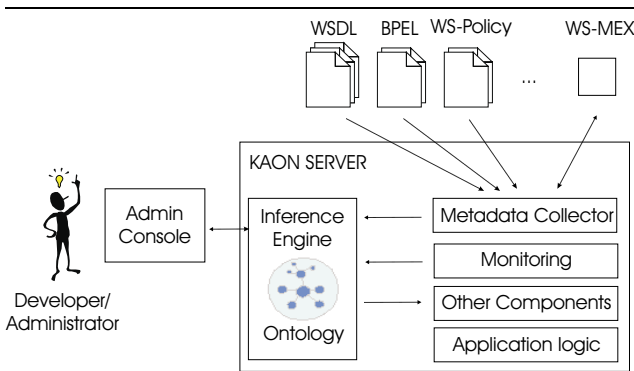 WSDL BPEL WS-Policy WS-MEX
...
KAON SERVER
Admin
Console
Inference
Engine
Ontology
Metadata Collector
Monitoring
Other Components
Application logic
Developer/
Administrator